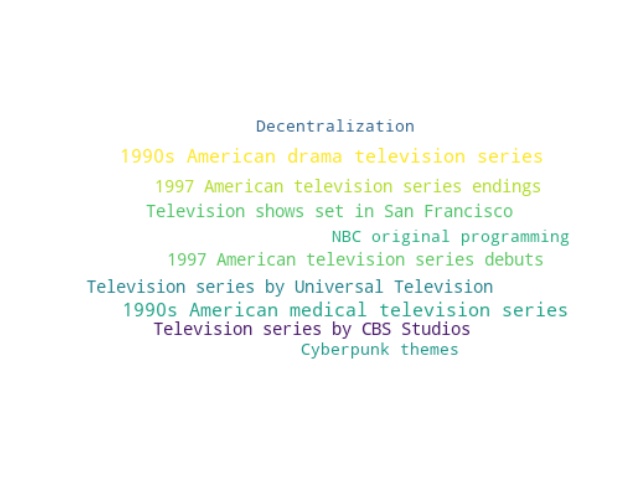 Decentralization
1990s American drama television series
1997 American television series endings
Television shows set in San Francisco
NBC original programming
1997 American television series debuts
Television series by Universal Television
1990s American medical television series
Television series by CBS Studios
Cyberpunk themes